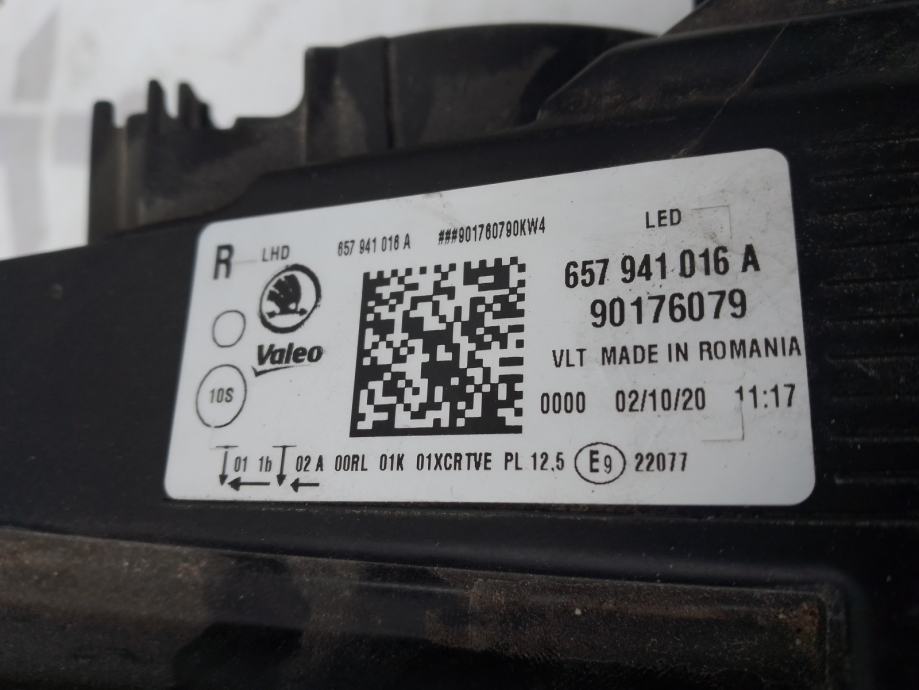 R LHD 657 941 016 A ###901760790KW4 LED
657 941 016 A
90176079
Valeo
VLT MADE IN ROMANIA
10S
0000 02/10/20 11:17
01 1b 02 A 00RL 01K 01XCRTVE PL 12,5 E9 22077